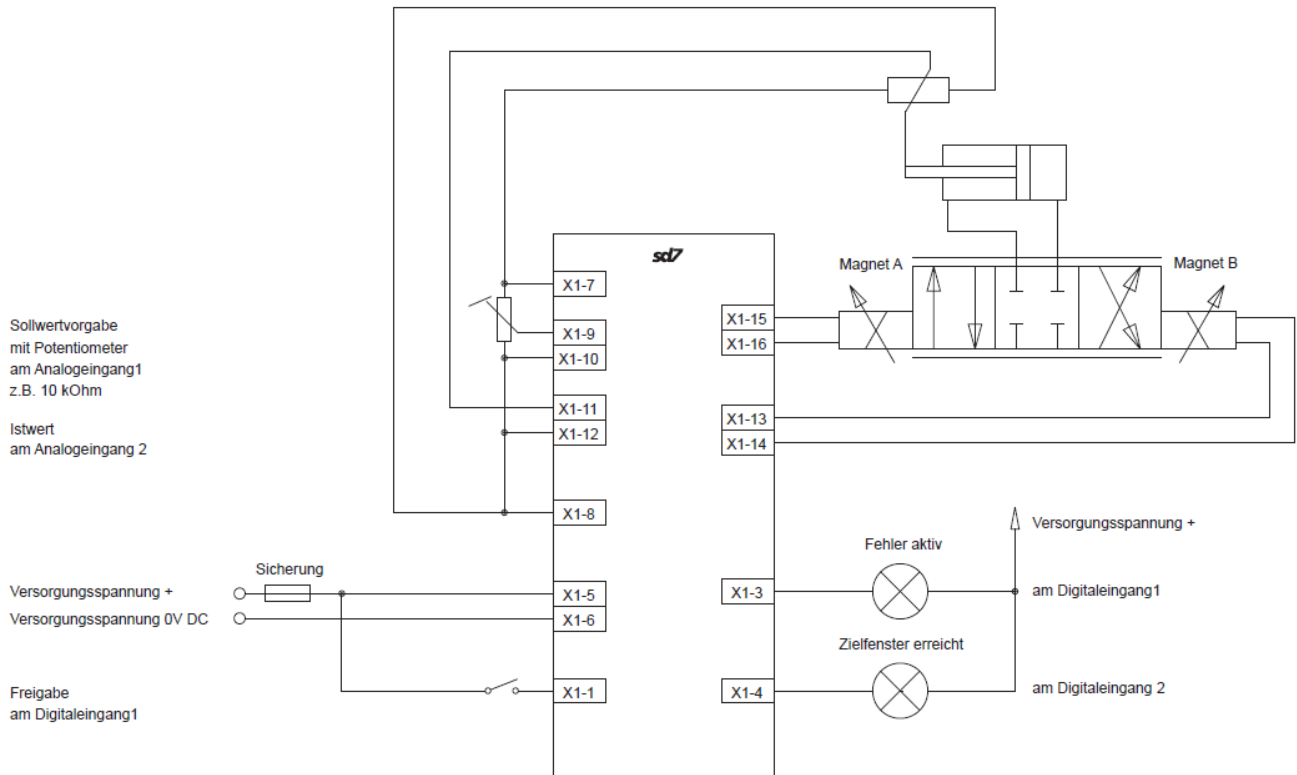 sd7
Magnet A
Magnet B
X1-7
X1-9
X1-10
X1-11
X1-12
X1-8
X1-5
X1-6
X1-1
X1-15
X1-16
X1-13
X1-14
X1-3
X1-4
Sollwertvorgabe
mit Potentiometer
am Analogeingang1
z.B. 10 kOhm
Istwert
am Analogeingang 2
Sicherung
Versorgungsspannung +
Versorgungsspannung 0V DC
Freigabe
am Digitaleingang1
Versorgungsspannung +
Fehler aktiv
am Digitaleingang1
Zielfenster erreicht
am Digitaleingang 2